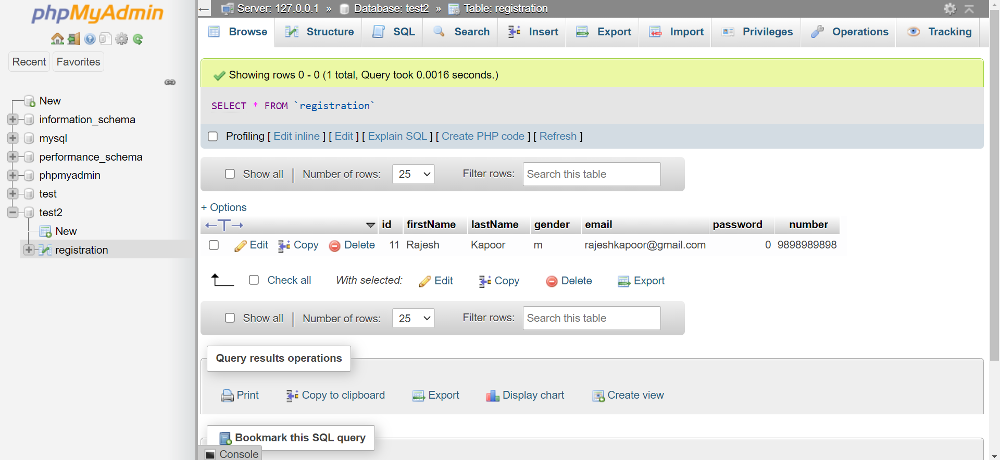 phpMyAdmin
Recent Favorites
New
information_schema
mysql
performance_schema
phpmyadmin
test
test2
New
registration
Server: 127.0.0.1 » Database: test2 » Table: registration
Browse Structure SQL Search Insert Export Import Privileges Operations Tracking
Showing rows 0 - 0 (1 total, Query took 0.0016 seconds.)
SELECT * FROM `registration`
Profiling [ Edit inline ] [ Edit ] [ Explain SQL ] [ Create PHP code ] [ Refresh ]
Show all | Number of rows: 25 Filter rows: Search this table
+ Options
←T→ id firstName lastName gender email password number
Edit Copy Delete 11 Rajesh Kapoor m rajeshkapoor@gmail.com 0 9898989898
Check all With selected: Edit Copy Delete Export
Show all | Number of rows: 25 Filter rows: Search this table
Query results operations
Print Copy to clipboard Export Display chart Create view
Bookmark this SQL query
Console